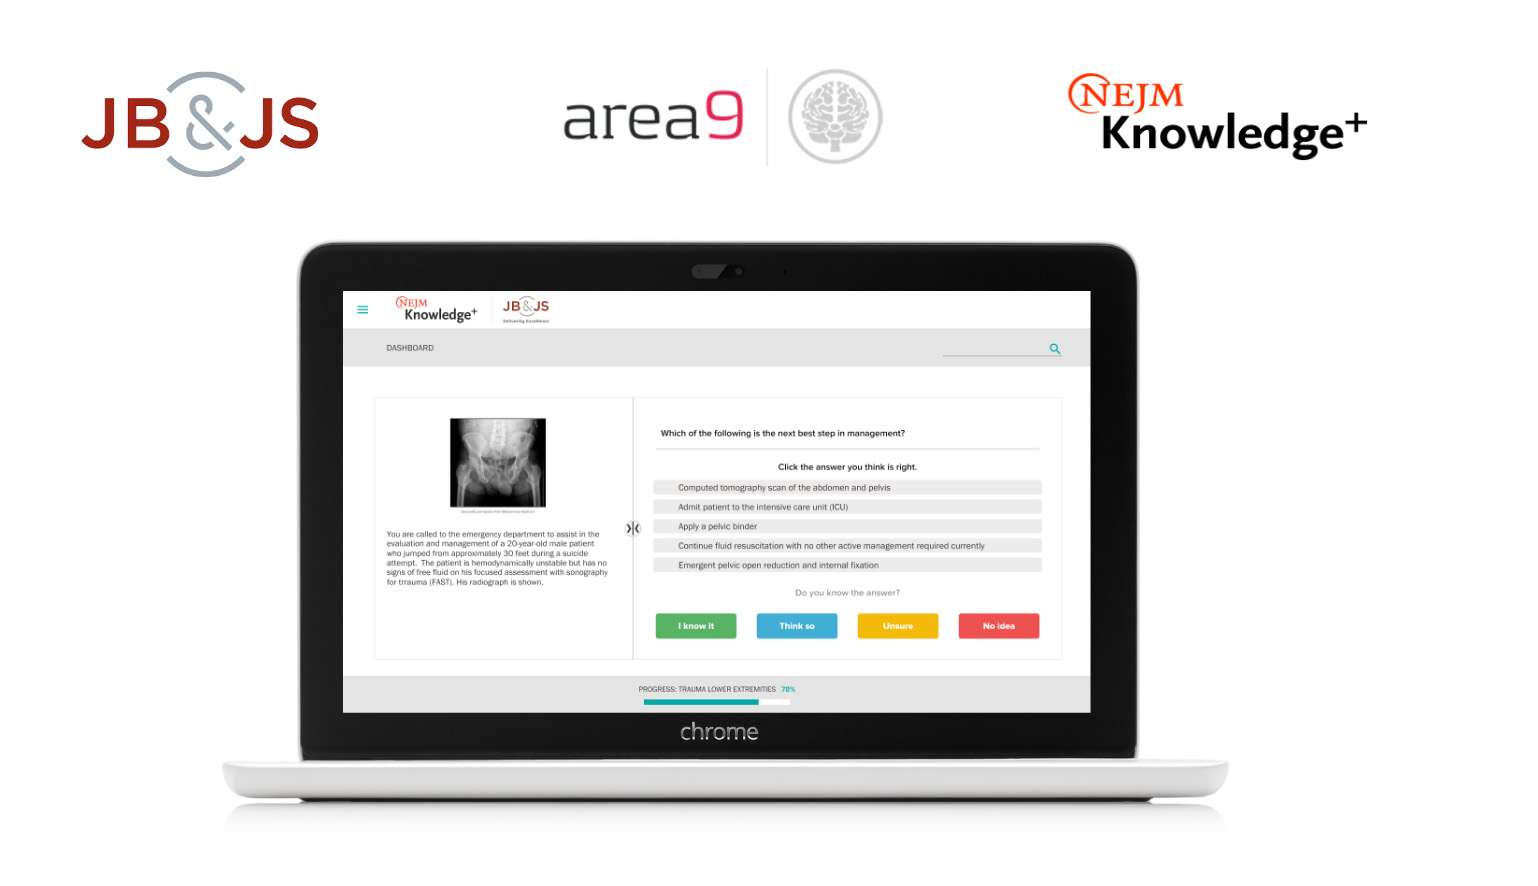 JB&JS
area9
NEJM
Knowledge+
NEJM
Knowledge+
JB&JS
Delivering Excellence
DASHBOARD
You are called to the emergency department to assist in the
evaluation and management of a 20-year-old male patient
who jumped from approximately 30 feet during a suicide
attempt. The patient is hemodynamically unstable but has no
signs of free fluid on his focused assessment with sonography
for trrauma (FAST). His radiograph is shown.
Which of the following is the next best step in management?
Click the answer you think is right.
Computed tomography scan of the abdomen and pelvis
Admit patient to the intensive care unit (ICU)
Apply a pelvic binder
Continue fluid resuscitation with no other active management required currently
Emergent pelvic open reduction and internal fixation
Do you know the answer?
I know it
Think so
Unsure
No idea
PROGRESS: TRAUMA LOWER EXTREMITIES 78%
chrome